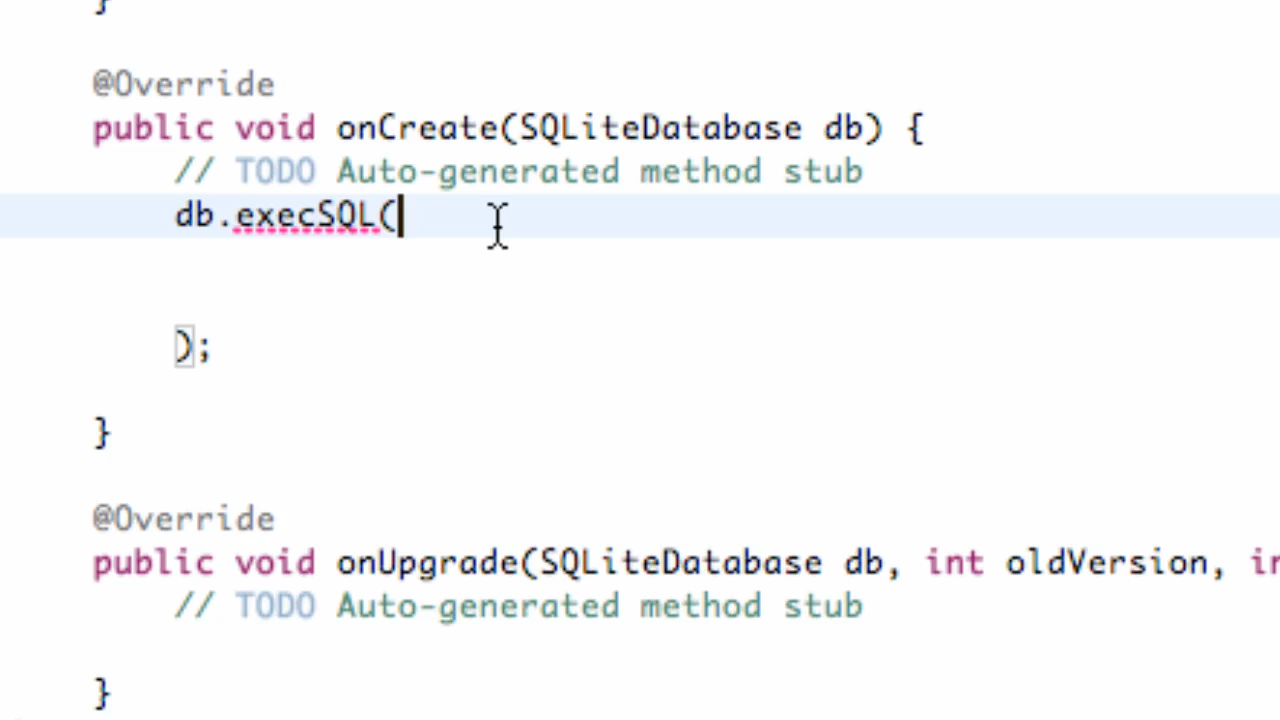 }
@Override
public void onCreate(SQLiteDatabase db) {
// TODO Auto-generated method stub
db.execSQL(
);
}
@Override
public void onUpgrade(SQLiteDatabase db, int oldVersion,
// TODO Auto-generated method stub
}